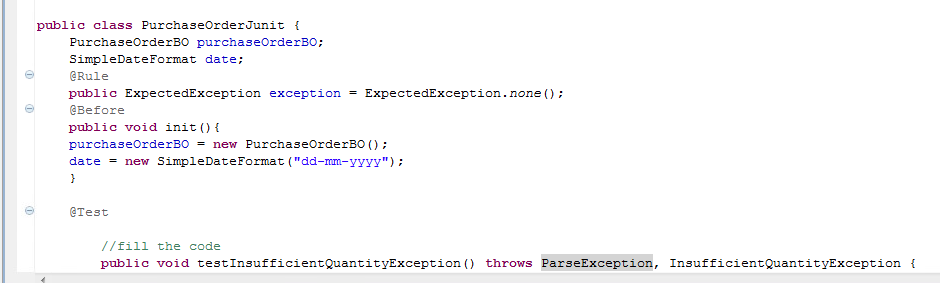 public class PurchaseOrderJunit {
PurchaseOrderBO purchaseOrderBO;
SimpleDateFormat date;
@Rule
public ExpectedException exception = ExpectedException.none();
@Before
public void init(){
purchaseOrderBO = new PurchaseOrderBO();
date = new SimpleDateFormat("dd-mm-yyyy");
}
@Test
//fill the code
public void testInsufficientQuantityException() throws ParseException, InsufficientQuantityException {